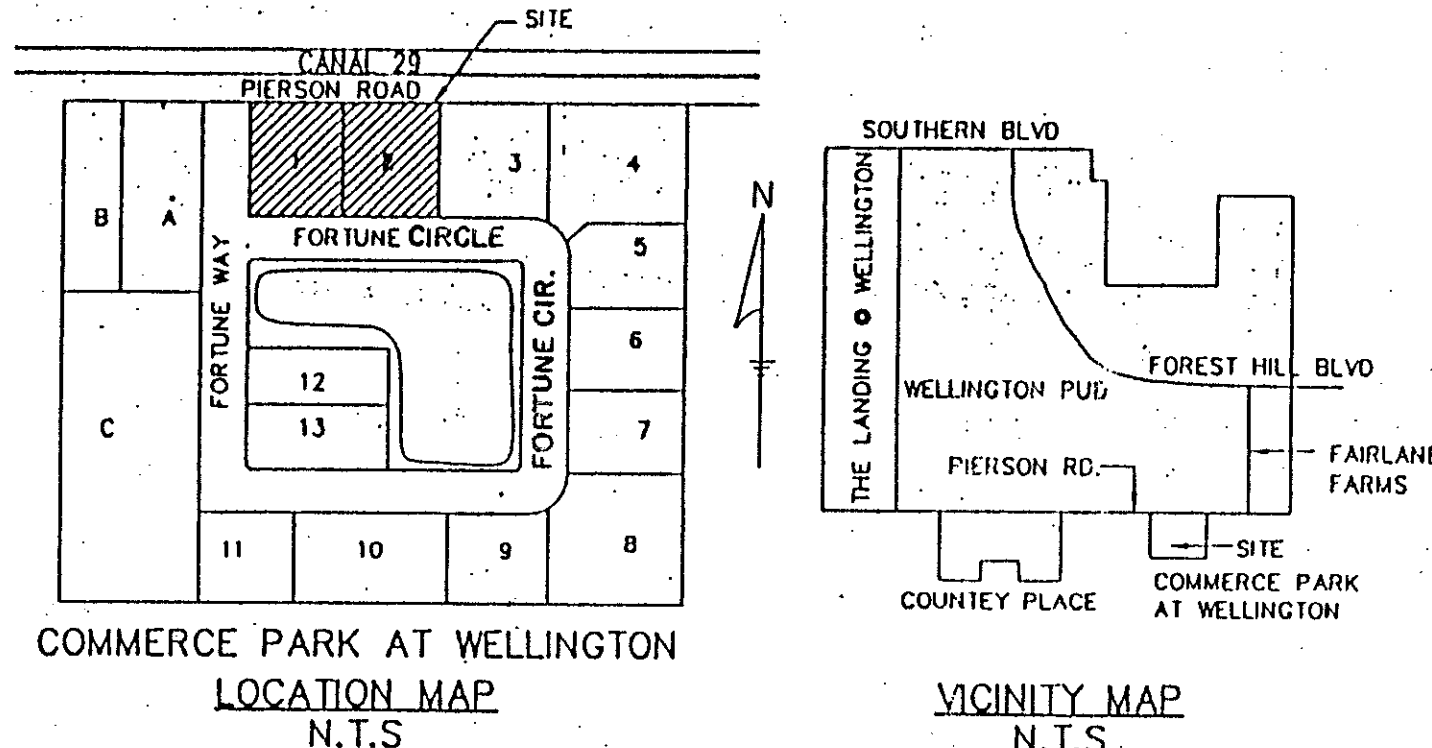 SITE
CANAL 29
PIERSON ROAD
1
2
3
4
B
A
FORTUNE CIRCLE
5
FORTUNE WAY
FORTUNE CIR.
6
12
13
7
C
11
10
9
8
COMMERCE PARK AT WELLINGTON
LOCATION MAP
N.T.S
N
SOUTHERN BLVD
THE LANDING @ WELLINGTON
FOREST HILL BLVD
WELLINGTON PUD
PIERSON RD.
FAIRLANE
FARMS
SITE
COUNTEY PLACE
COMMERCE PARK
AT WELLINGTON
VICINITY MAP
N.T.S